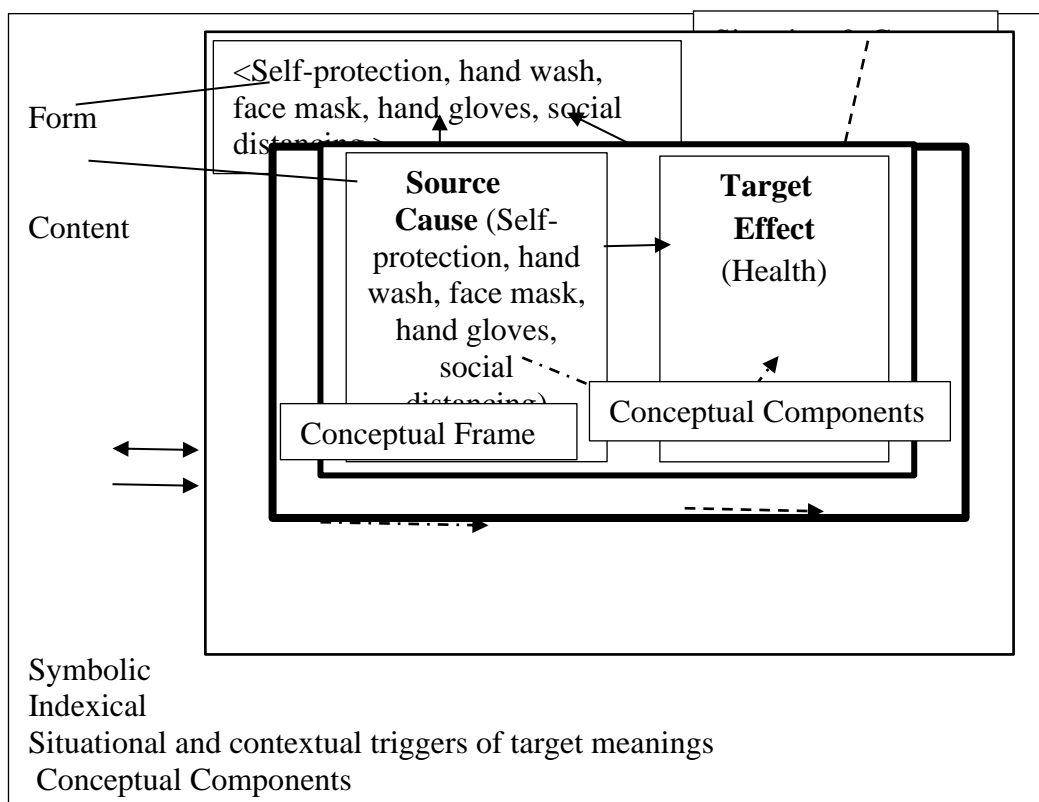 <Self-protection, hand wash,
face mask, hand gloves, social
Form
Source
Cause (Self-
protection, hand
wash, face mask,
hand gloves,
social
distancing)
Target
Effect
(Health)
Content
Conceptual Components
Conceptual Frame
Symbolic
Indexical
Situational and contextual triggers of target meanings
Conceptual Components